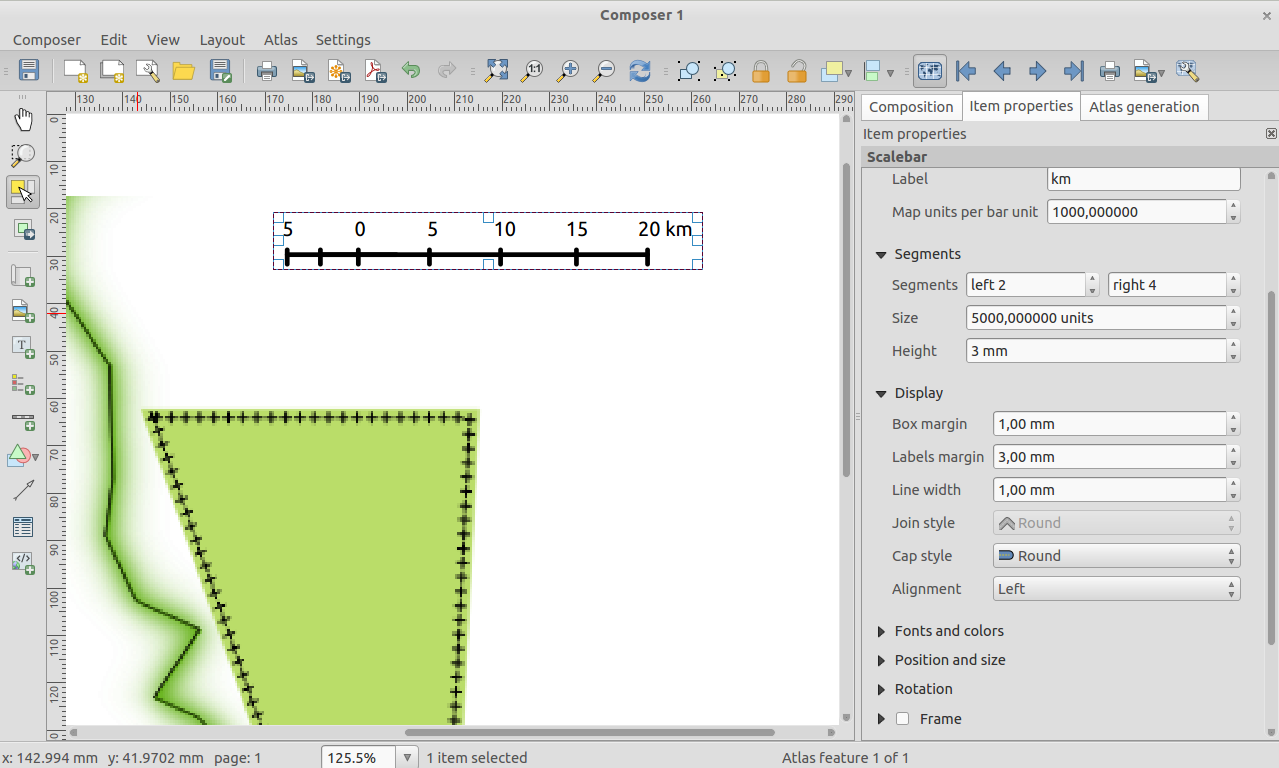 Composer 1
Composer Edit View Layout Atlas Settings
130 140 150 160 170 180 190 200 210 220 230 240 250 260 270 280 290
Composition Item properties Atlas generation
Item properties
Scalebar
Label km
Map units per bar unit 1000,000000
Segments
Segments left 2 right 4
Size 5000,000000 units
Height 3 mm
Display
Box margin 1,00 mm
Labels margin 3,00 mm
Line width 1,00 mm
Join style Round
Cap style Round
Alignment Left
Fonts and colors
Position and size
Rotation
Frame
0
10
20
30
40
50
60
70
80
90
100
110
120
130
5 0 5 10 15 20 km
1:1
T
</>
x: 142.994 mm y: 41.9702 mm page: 1 125.5% 1 item selected Atlas feature 1 of 1